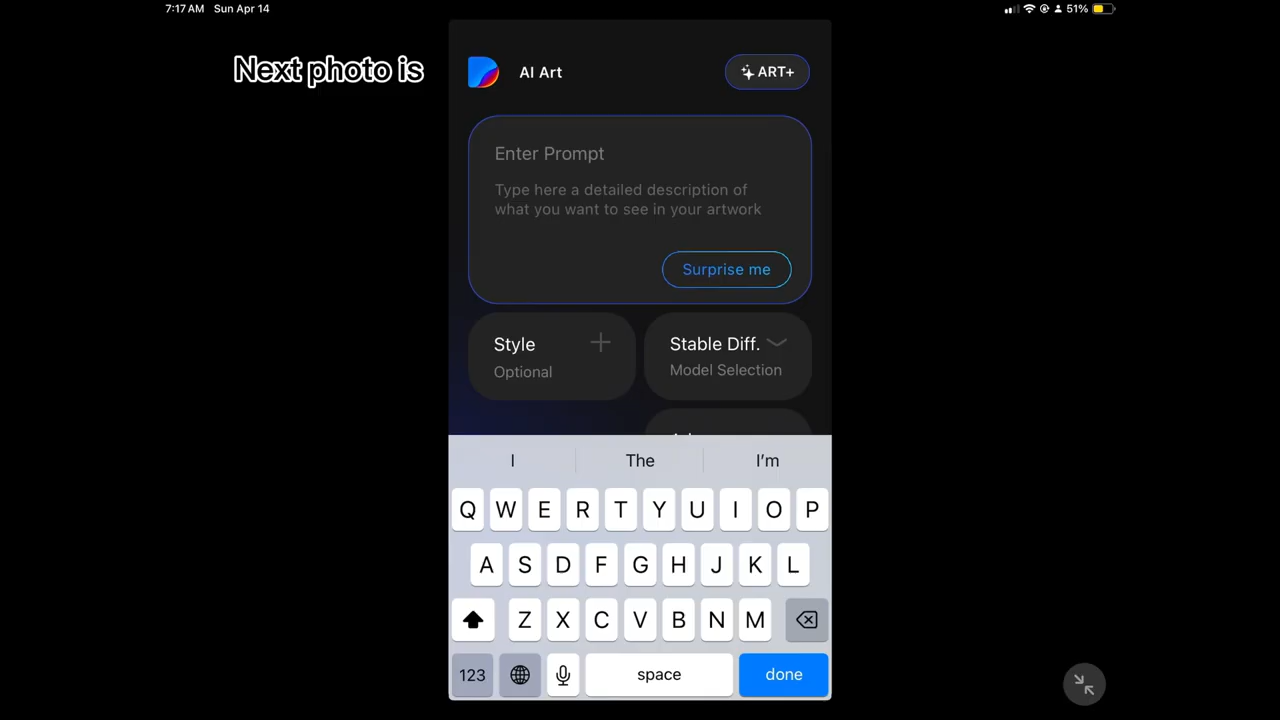 7:17 AM Sun Apr 14
51%
Next photo is
AI Art
ART+
Enter Prompt
Type here a detailed description of
what you want to see in your artwork
Surprise me
Style
Optional
Stable Diff.
Model Selection
I The I'm
Q W E R T Y U I O P
A S D F G H J K L
Z X C V B N M
123 space done